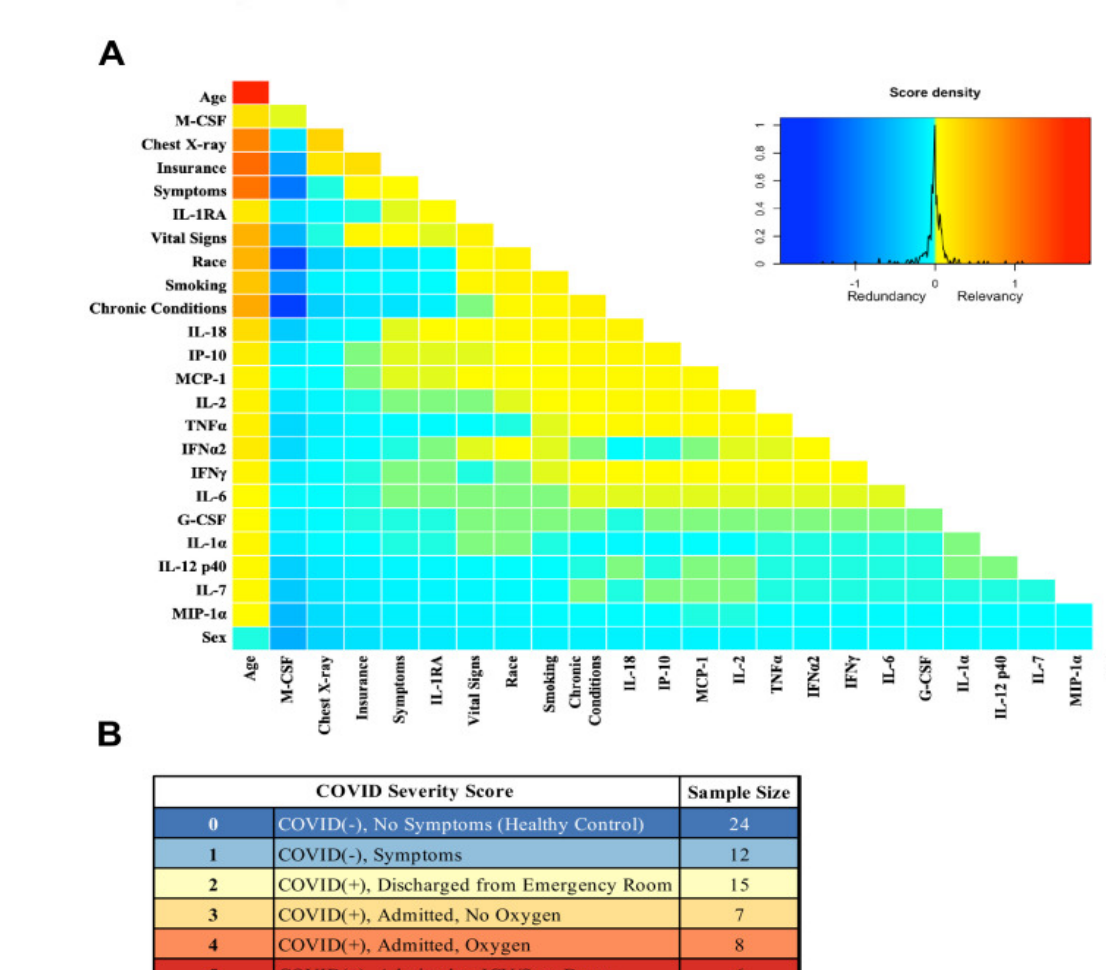 A
Age
M-CSF
Chest X-ray
Insurance
Symptoms
IL-1RA
Vital Signs
Race
Smoking
Chronic Conditions
IL-18
IP-10
MCP-1
IL-2
TNFα
IFNα2
IFNγ
IL-6
G-CSF
IL-1α
IL-12 p40
IL-7
MIP-1α
Sex
Age
M-CSF
Chest X-ray
Insurance
Symptoms
IL-1RA
Vital Signs
Race
Smoking
Chronic
Conditions
IL-18
IP-10
MCP-1
IL-2
TNFα
IFNα2
IFNγ
IL-6
G-CSF
IL-1α
IL-12 p40
IL-7
MIP-1α
Score density
1
0.8
0.6
0.4
0.2
0
-1 0 1
Redundancy Relevancy
B
COVID Severity Score Sample Size
0 COVID(-), No Symptoms (Healthy Control) 24
1 COVID(-), Symptoms 12
2 COVID(+), Discharged from Emergency Room 15
3 COVID(+), Admitted, No Oxygen 7
4 COVID(+), Admitted, Oxygen 8